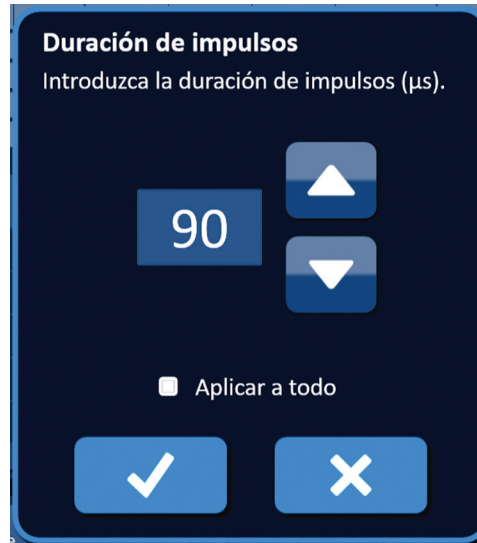 Duración de impulsos
Introduzca la duración de impulsos (µs).
90
Aplicar a todo